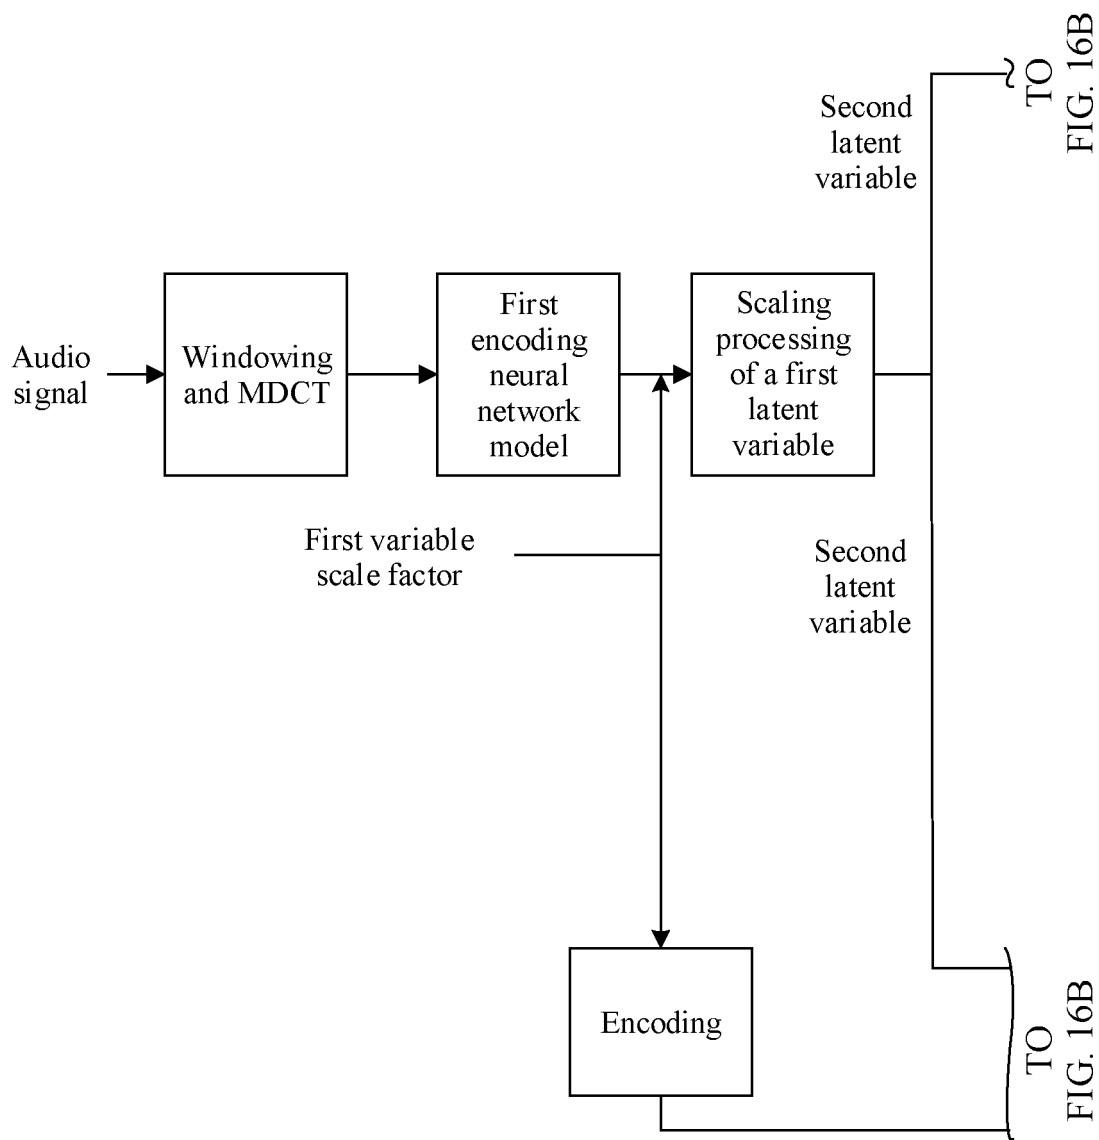 TO
FIG. 16B
Second
latent
variable
Audio
signal
Windowing
and MDCT
First
encoding
neural
network
model
Scaling
processing
of a first
latent
variable
First variable
scale factor
Second
latent
variable
Encoding
TO
FIG. 16B